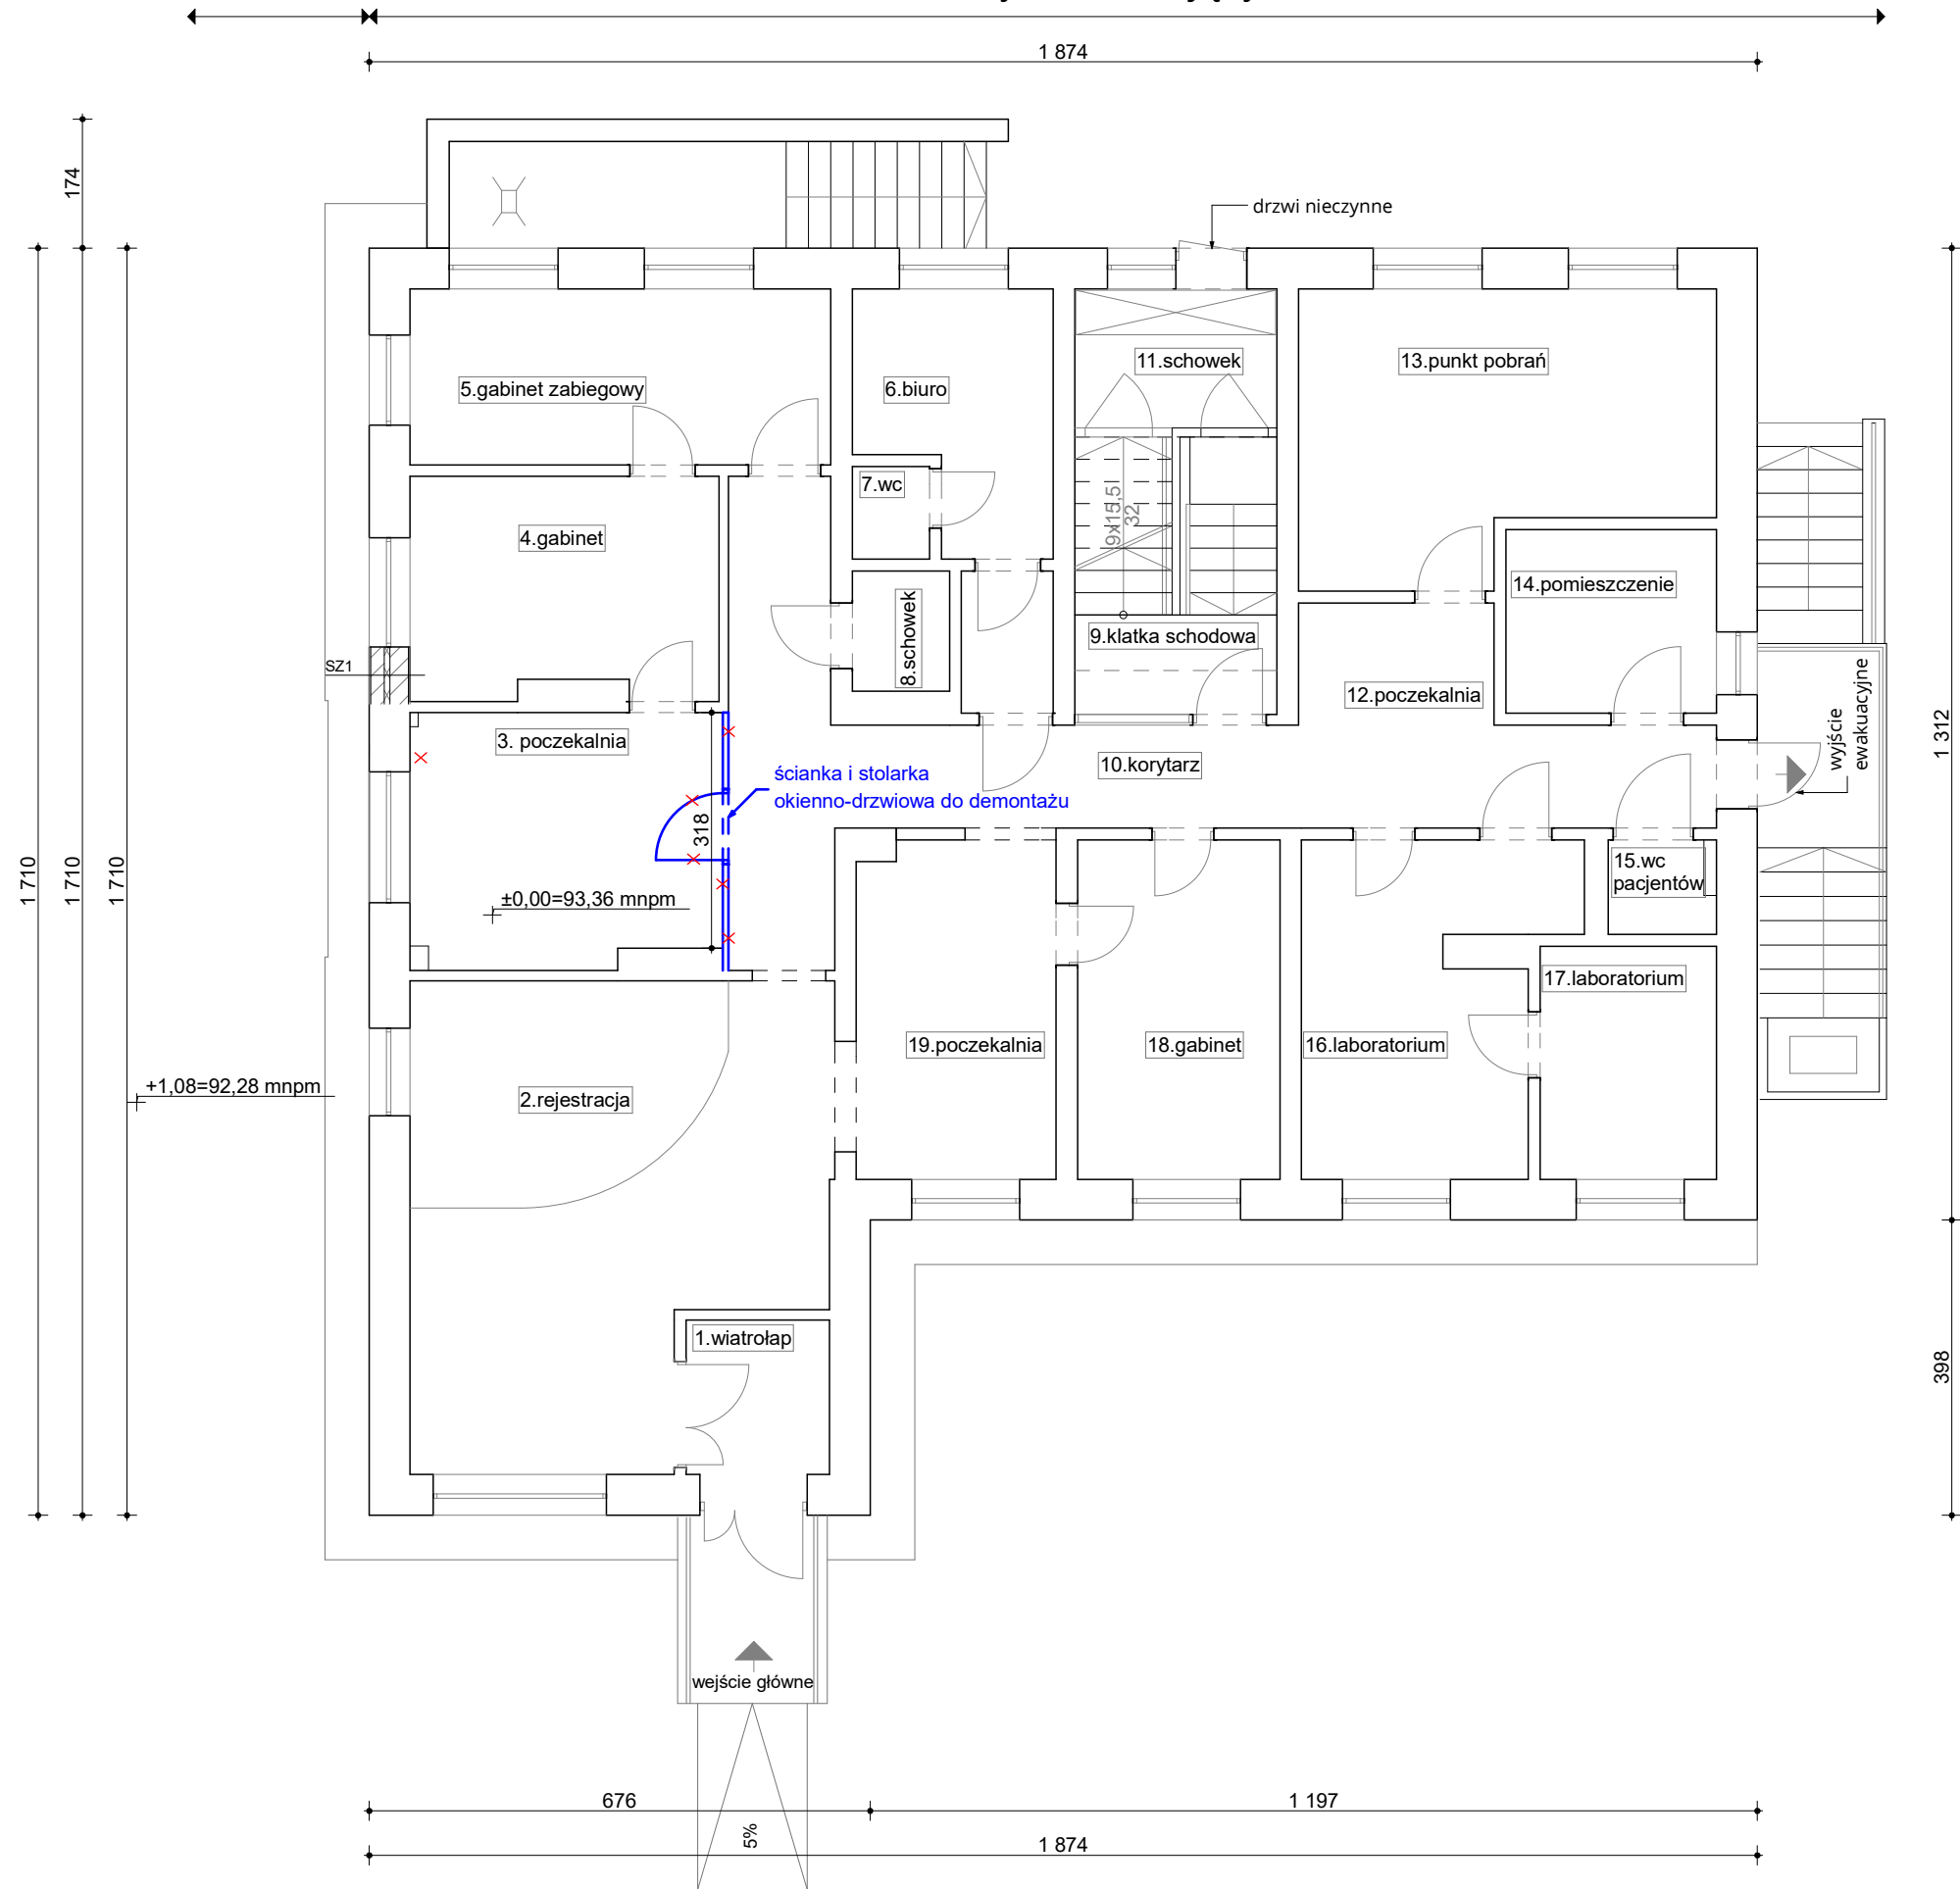 1 874
174
drzwi nieczynne
11.schowek
13.punkt pobrań
5.gabinet zabiegowy
6.biuro
7.wc
9x15,5
32
4.gabinet
14.pomieszczenie
8.schowek
9.klatka schodowa
SZ1
12.poczekalnia
wyjście
ewakuacyjne
1 312
3. poczekalnia
10.korytarz
ścianka i stolarka
okienno-drzwiowa do demontażu
318
15.wc
pacjentów
1 710
1 710
1 710
±0,00=93,36 mnpm
17.laboratorium
19.poczekalnia
18.gabinet
16.laboratorium
+1,08=92,28 mnpm
2.rejestracja
1.wiatrołap
398
wejście główne
676
1 197
5%
1 874